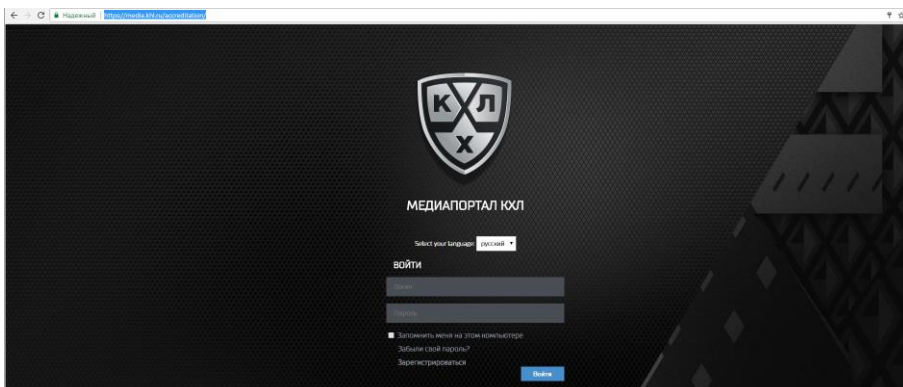 Надежный | https://media.khl.ru/accreditation/
КХЛ
МЕДИАПОРТАЛ КХЛ
Select your language: русский
ВОЙТИ
Логин
Пароль
Запомнить меня на этом компьютере
Забыли свой пароль?
Зарегистрироваться
Войти